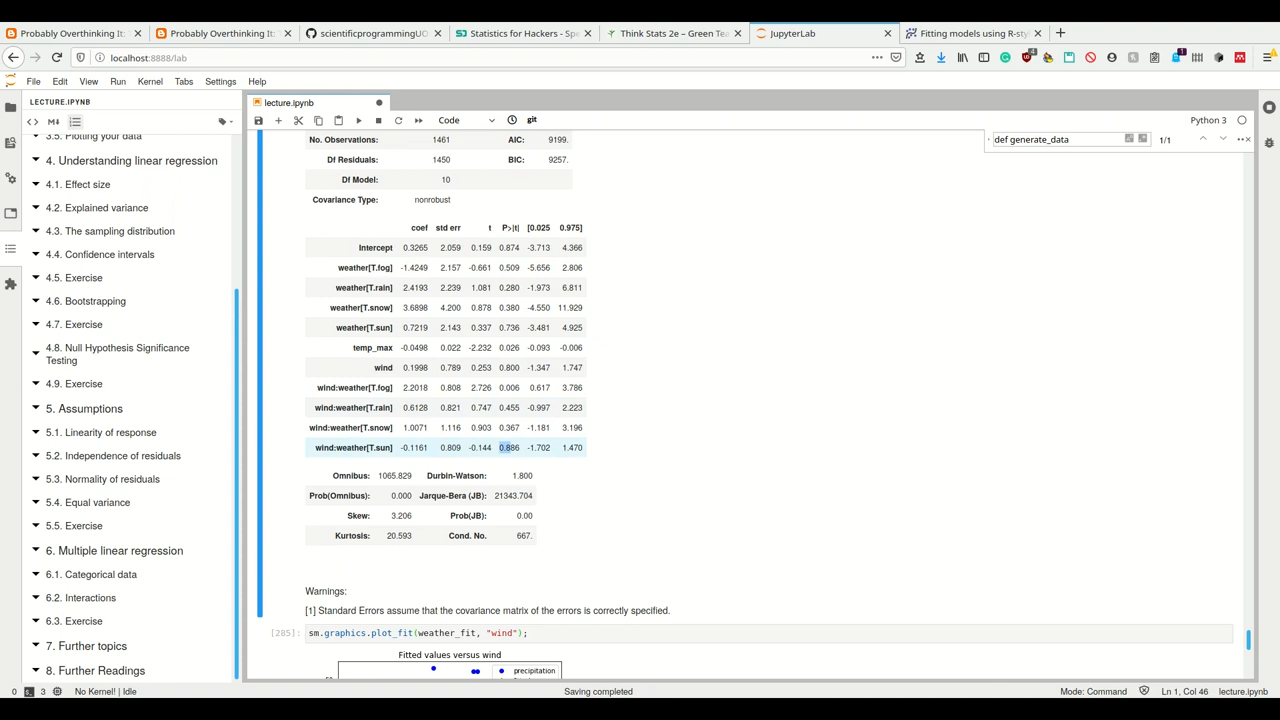 Probably Overthinking It:
Probably Overthinking It:
scientificprogrammingUO
Statistics for Hackers - Spe
Think Stats 2e – Green Tea
JupyterLab
Fitting models using R-sty
localhost:8888/lab
File Edit View Run Kernel Tabs Settings Help
LECTURE.IPYNB
lecture.ipynb
Code
git
Python 3
def generate_data
1/1
3.5. Plotting your data
4. Understanding linear regression
4.1. Effect size
4.2. Explained variance
4.3. The sampling distribution
4.4. Confidence intervals
4.5. Exercise
4.6. Bootstrapping
4.7. Exercise
4.8. Null Hypothesis Significance
Testing
4.9. Exercise
5. Assumptions
5.1. Linearity of response
5.2. Independence of residuals
5.3. Normality of residuals
5.4. Equal variance
5.5. Exercise
6. Multiple linear regression
6.1. Categorical data
6.2. Interactions
6.3. Exercise
7. Further topics
8. Further Readings
No. Observations: 1461 AIC: 9199.
Df Residuals: 1450 BIC: 9257.
Df Model: 10
Covariance Type: nonrobust
coef std err t P>|t| [0.025 0.975]
Intercept 0.3265 2.059 0.159 0.874 -3.713 4.366
weather[T.fog] -1.4249 2.157 -0.661 0.509 -5.656 2.806
weather[T.rain] 2.4193 2.239 1.081 0.280 -1.973 6.811
weather[T.snow] 3.6898 4.200 0.878 0.380 -4.550 11.929
weather[T.sun] 0.7219 2.143 0.337 0.736 -3.481 4.925
temp_max -0.0498 0.022 -2.232 0.026 -0.093 -0.006
wind 0.1998 0.789 0.253 0.800 -1.347 1.747
wind:weather[T.fog] 2.2018 0.808 2.726 0.006 0.617 3.786
wind:weather[T.rain] 0.6128 0.821 0.747 0.455 -0.997 2.223
wind:weather[T.snow] 1.0071 1.116 0.903 0.367 -1.181 3.196
wind:weather[T.sun] -0.1161 0.809 -0.144 0.886 -1.702 1.470
Omnibus: 1065.829 Durbin-Watson: 1.800
Prob(Omnibus): 0.000 Jarque-Bera (JB): 21343.704
Skew: 3.206 Prob(JB): 0.00
Kurtosis: 20.593 Cond. No. 667.
Warnings:
[1] Standard Errors assume that the covariance matrix of the errors is correctly specified.
[285]: sm.graphics.plot_fit(weather_fit, "wind");
Fitted values versus wind
precipitation
0 3 No Kernel! | Idle
Saving completed
Mode: Command Ln 1, Col 46 lecture.ipynb